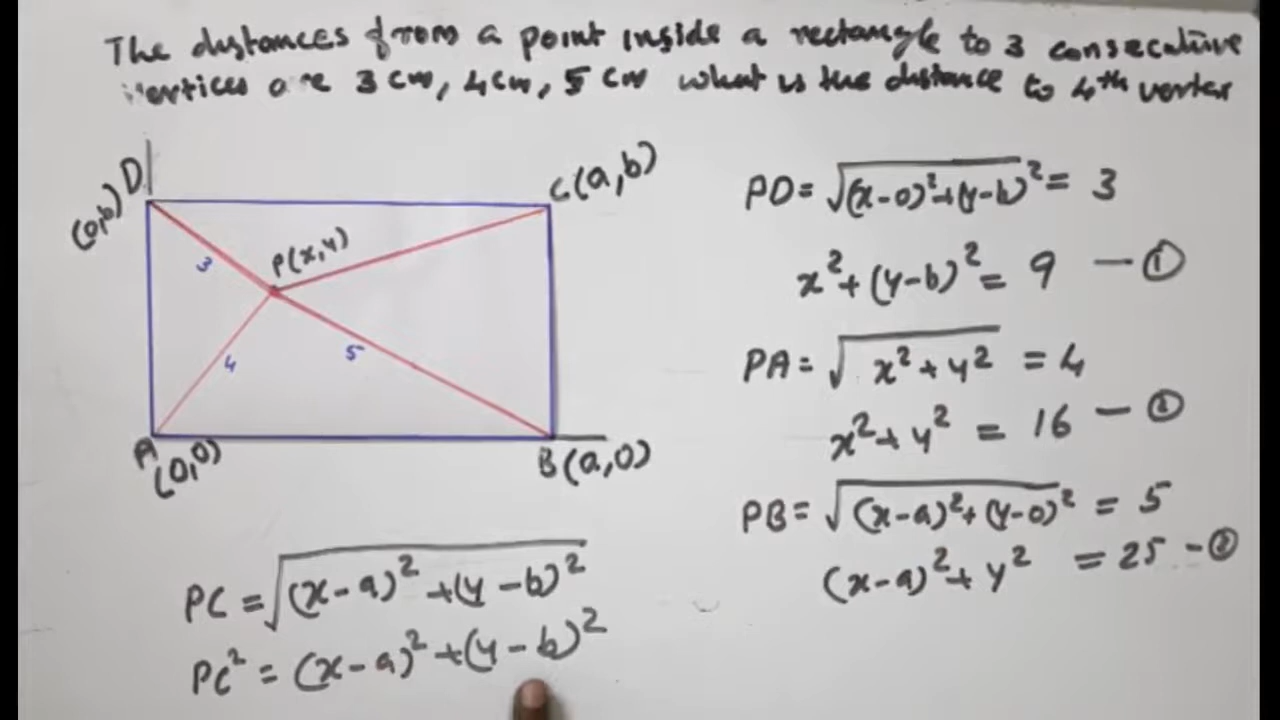 The distances from a point inside a rectangle to 3 consecutive
vertices are 3 cm, 4 cm, 5 cm what is the distance to 4th vertex
D
(0,b)
C(a,b)
P(x,y)
3
4
5
A
(0,0)
B(a,0)
PD = √(x-0)²+(y-b)² = 3
x²+(y-b)² = 9 — ①
PA = √x²+y² = 4
x²+y² = 16 — ②
PB = √(x-a)²+(y-0)² = 5
(x-a)²+y² = 25 - ③
PC = √(x-a)²+(y-b)²
PC² = (x-a)²+(y-b)²